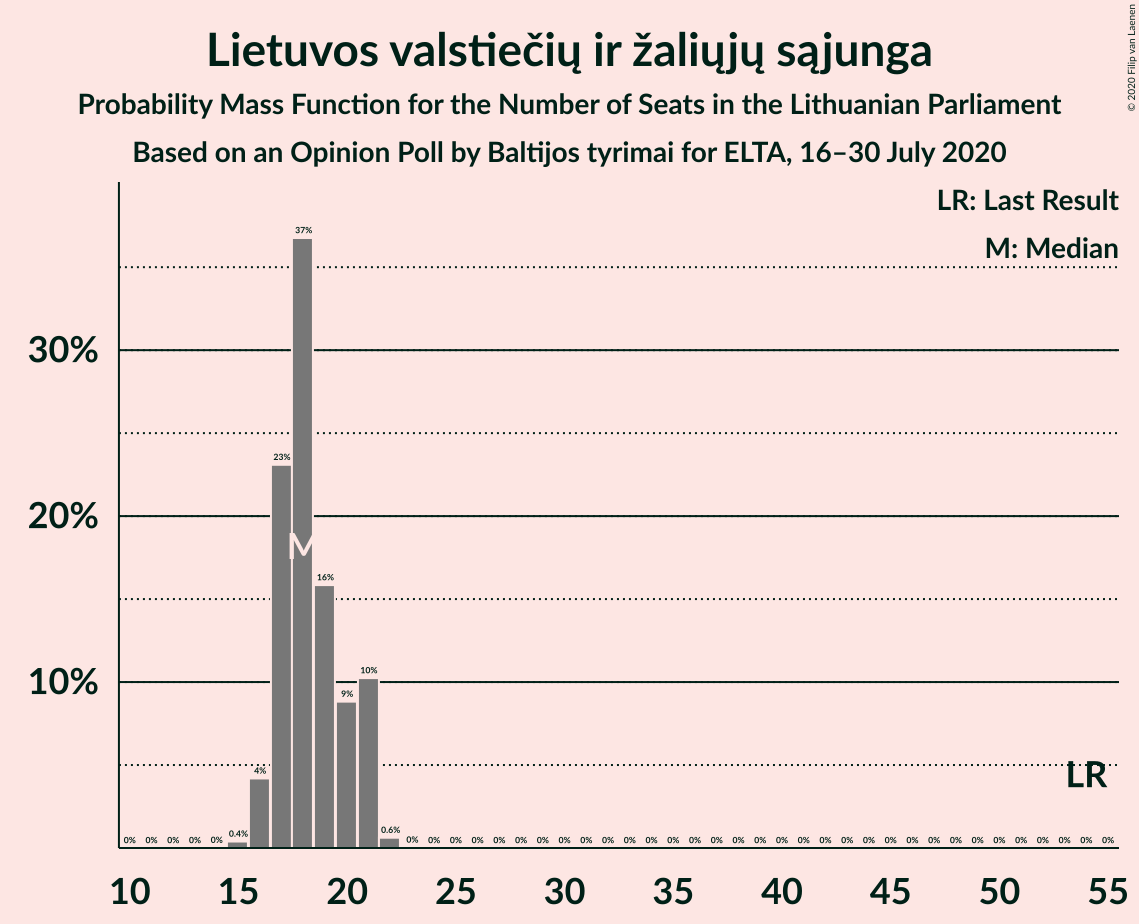 Lietuvos valstiečių ir žaliųjų sąjunga
Probability Mass Function for the Number of Seats in the Lithuanian Parliament
Based on an Opinion Poll by Baltijos tyrimai for ELTA, 16–30 July 2020
© 2020 Filip van Laenen
LR: Last Result
M: Median
37%
30%
23%
20%
M
16%
10%
10%
9%
4%
LR
0% 0% 0% 0% 0% 0.4% 0.6% 0% 0% 0% 0% 0% 0% 0% 0% 0% 0% 0% 0% 0% 0% 0% 0% 0% 0% 0% 0% 0% 0% 0% 0% 0% 0% 0% 0% 0% 0% 0% 0% 0%
10 15 20 25 30 35 40 45 50 55